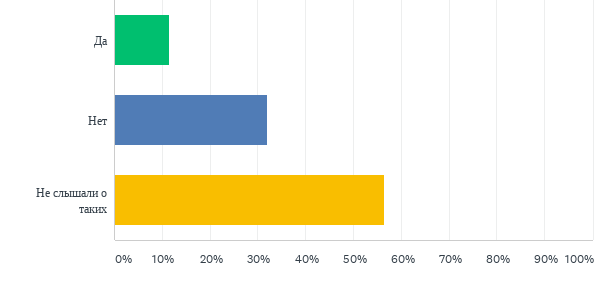 Да
Нет
Не слышали о
таких
0% 10% 20% 30% 40% 50% 60% 70% 80% 90% 100%